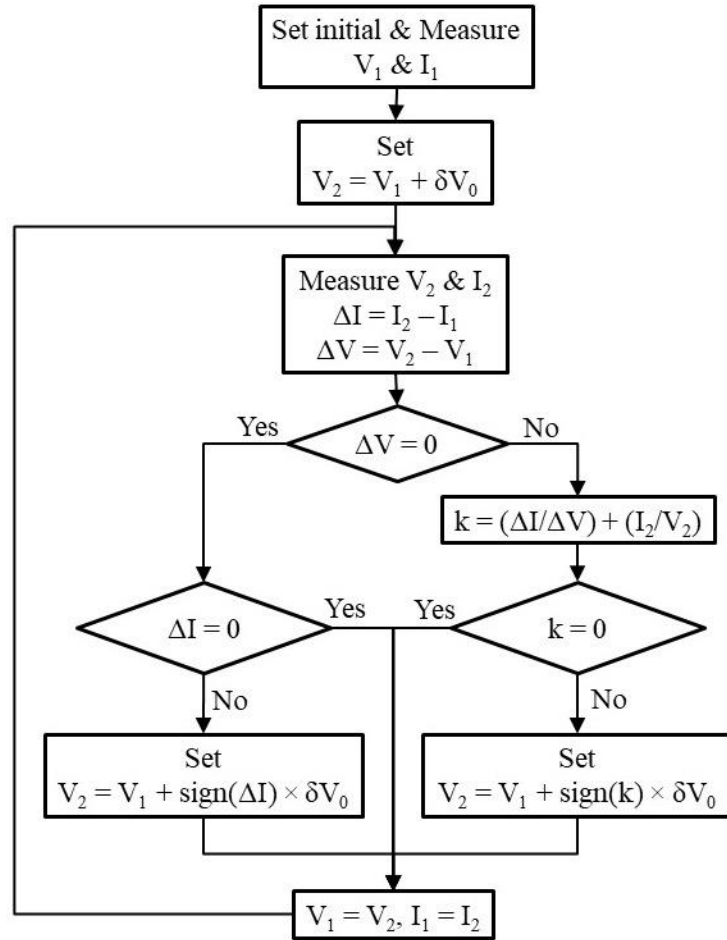 Set initial & Measure
V₁ & I₁
Set
V₂ = V₁ + δV₀
Measure V₂ & I₂
ΔI = I₂ – I₁
ΔV = V₂ – V₁
Yes
ΔV = 0
No
k = (ΔI/ΔV) + (I₂/V₂)
ΔI = 0
Yes
Yes
k = 0
No
No
Set
V₂ = V₁ + sign(ΔI) × δV₀
Set
V₂ = V₁ + sign(k) × δV₀
V₁ = V₂, I₁ = I₂